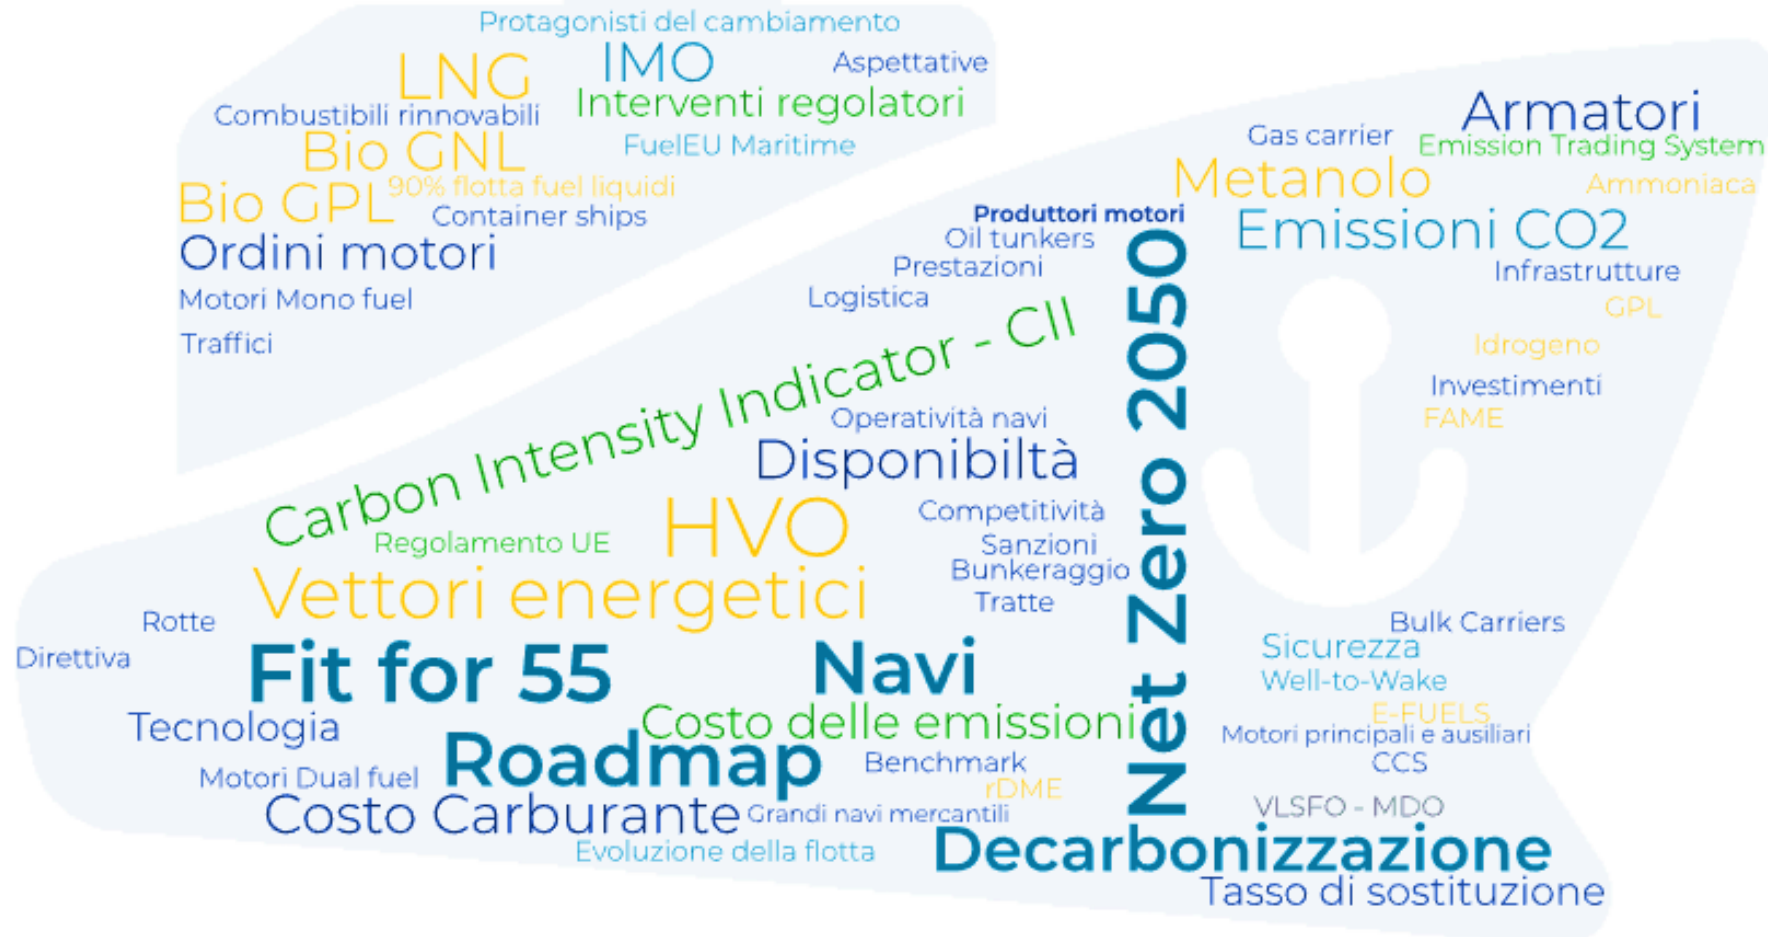 Protagonisti del cambiamento
IMO
Aspettative
LNG
Interventi regolatori
Combustibili rinnovabili
FuelEU Maritime
Bio GNL
90% flotta fuel liquidi
Bio GPL
Container ships
Ordini motori
Motori Mono fuel
Traffici
Armatori
Gas carrier
Emission Trading System
Metanolo
Ammoniaca
Produttori motori
Emissioni CO2
Oil tunkers
Prestazioni
Infrastrutture
Logistica
GPL
Carbon Intensity Indicator - CII
Net Zero 2050
Idrogeno
Investimenti
FAME
Operatività navi
Disponibiltà
HVO
Competitività
Regolamento UE
Sanzioni
Bunkeraggio
Vettori energetici
Tratte
Rotte
Bulk Carriers
Direttiva
Fit for 55
Navi
Sicurezza
Well-to-Wake
Tecnologia
Costo delle emissioni
E-FUELS
Motori principali e ausiliari
Roadmap
Benchmark
CCS
Motori Dual fuel
rDME
Costo Carburante
Grandi navi mercantili
VLSFO - MDO
Evoluzione della flotta
Decarbonizzazione
Tasso di sostituzione